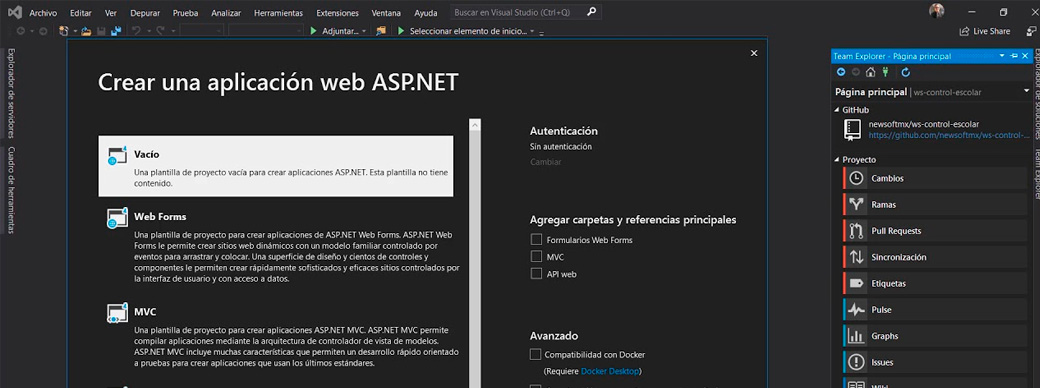 Archivo Editar Ver Depurar Prueba Analizar Herramientas Extensiones Ventana Ayuda Buscar en Visual Studio (Ctrl+Q)
Adjuntar... Seleccionar elemento de inicio... Live Share
Explorador de servidores
Cuadro de herramientas
Crear una aplicación web ASP.NET
Vacío
Una plantilla de proyecto vacía para crear aplicaciones ASP.NET. Esta plantilla no tiene
contenido.
Web Forms
Una plantilla de proyecto para crear aplicaciones de ASP.NET Web Forms. ASP.NET Web
Forms le permite crear sitios web dinámicos con un modelo familiar controlado por
eventos para arrastrar y colocar. Una superficie de diseño y cientos de controles y
componentes le permiten crear rápidamente sofisticados y eficaces sitios controlados por
la interfaz de usuario y con acceso a datos.
MVC
Una plantilla de proyecto para crear aplicaciones ASP.NET MVC. ASP.NET MVC permite
compilar aplicaciones mediante la arquitectura de controlador de vista de modelos.
ASP.NET MVC incluye muchas características que permiten un desarrollo rápido orientado
a pruebas para crear aplicaciones que usan los últimos estándares.
Autenticación
Sin autenticación
Cambiar
Agregar carpetas y referencias principales
Formularios Web Forms
MVC
API web
Avanzado
Compatibilidad con Docker
(Requiere Docker Desktop)
Team Explorer - Página principal
Página principal | ws-control-escolar
GitHub
newsoftmx/ws-control-escolar
https://github.com/newsoftmx/ws-control-...
Proyecto
Cambios
Ramas
Pull Requests
Sincronización
Etiquetas
Pulse
Graphs
Issues
Wiki
Explorador de soluciones
Team Explorer